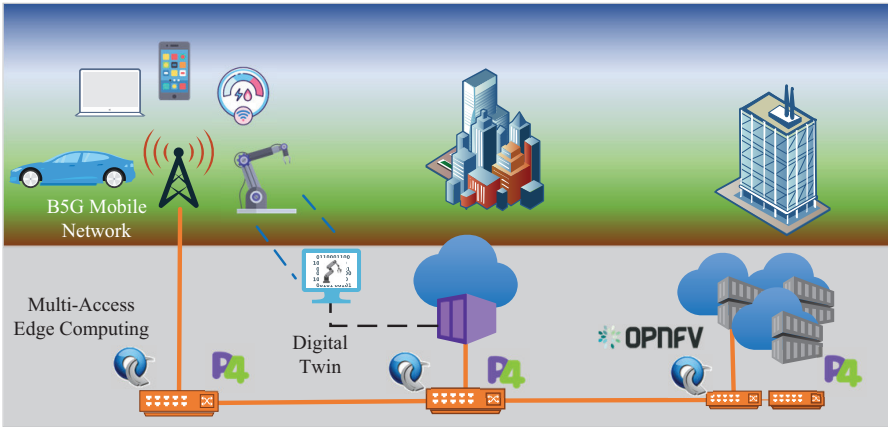 B5G Mobile
Network
Multi-Access
Edge Computing
Digital
Twin
OPNFV
P4
P4
P4